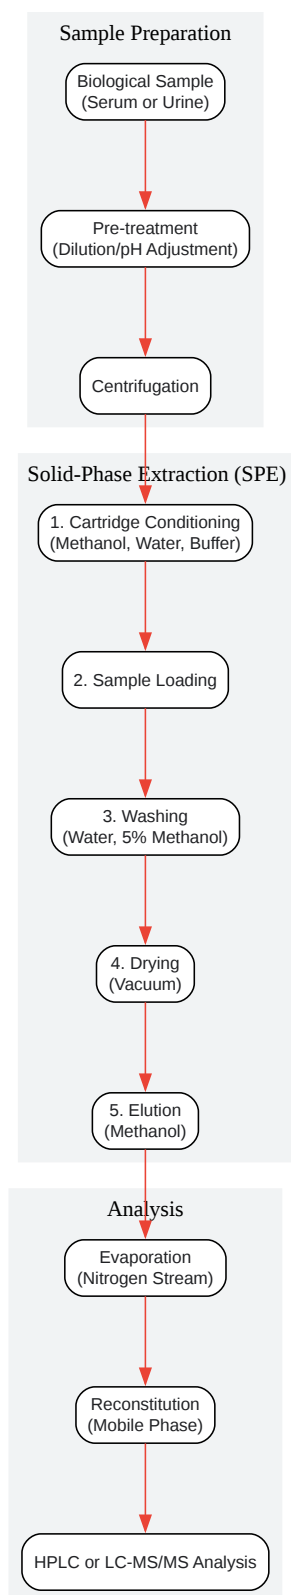 Sample Preparation
Biological Sample
(Serum or Urine)
Pre-treatment
(Dilution/pH Adjustment)
Centrifugation
Solid-Phase Extraction (SPE)
1. Cartridge Conditioning
(Methanol, Water, Buffer)
2. Sample Loading
3. Washing
(Water, 5% Methanol)
4. Drying
(Vacuum)
5. Elution
(Methanol)
Analysis
Evaporation
(Nitrogen Stream)
Reconstitution
(Mobile Phase)
HPLC or LC-MS/MS Analysis